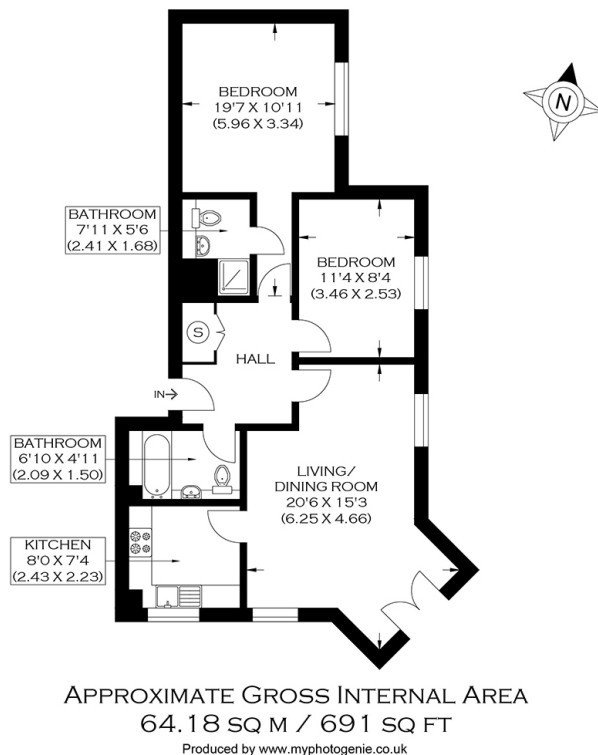 BEDROOM
19'7 X 10'11
(5.96 X 3.34)
N
BATHROOM
7'11 X 5'6
(2.41 X 1.68)
BEDROOM
11'4 X 8'4
(3.46 X 2.53)
S
HALL
IN
BATHROOM
6'10 X 4'11
(2.09 X 1.50)
LIVING/
DINING ROOM
20'6 X 15'3
(6.25 X 4.66)
KITCHEN
8'0 X 7'4
(2.43 X 2.23)
APPROXIMATE GROSS INTERNAL AREA
64.18 SQ M / 691 SQ FT
Produced by www.myphotogenie.co.uk